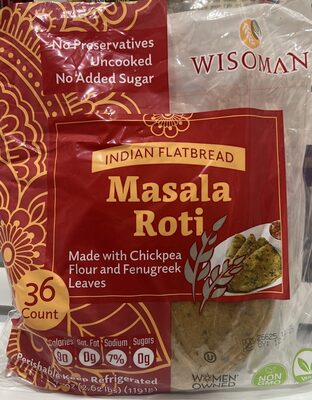 No Preservatives
Uncooked
No Added Sugar
WISOMAN
INDIAN FLATBREAD
Masala
Roti
Made with Chickpea
Flour and Fenugreek
Leaves
36
Count
Calories Sat. Fat Sodium Sugars
90 0g 7% 0g
Perishable Keep Refrigerated
WOMEN
OWNED
NON
GMO